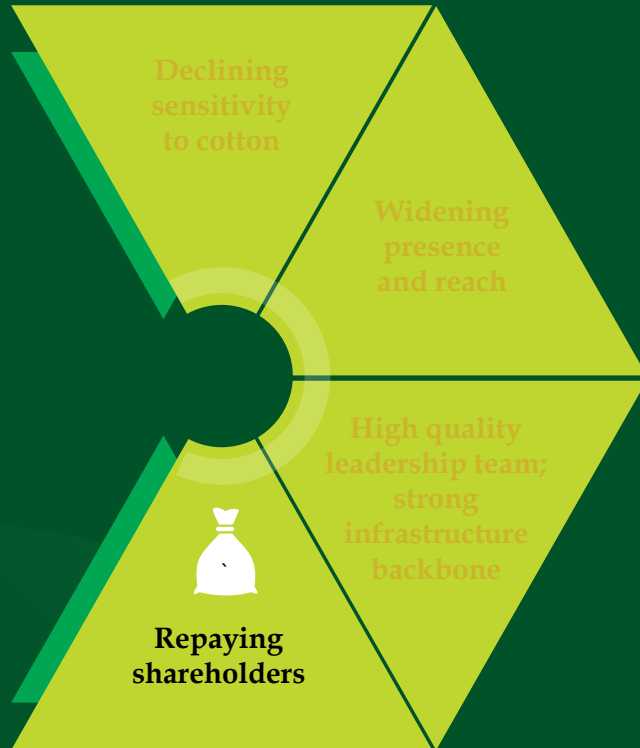 Declining
sensitivity
to cotton
Widening
presence
and reach
High quality
leadership team;
strong
infrastructure
backbone
`
Repaying
shareholders